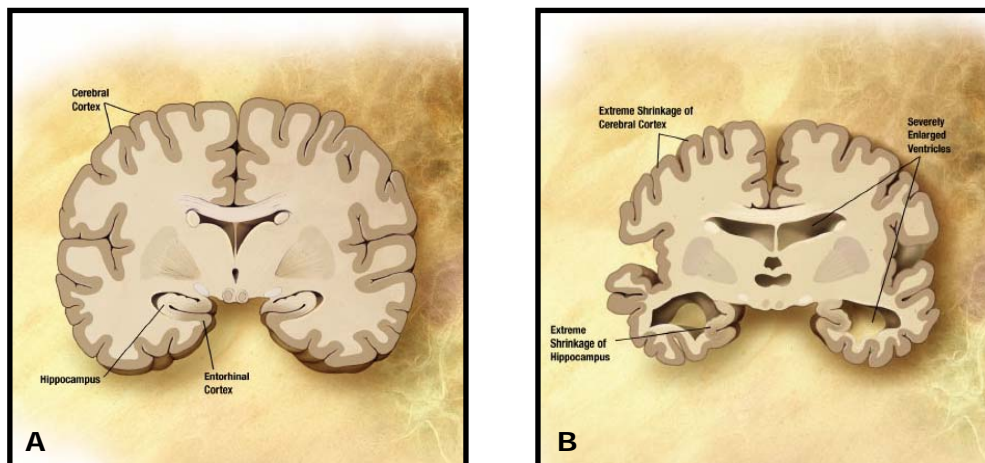 Cerebral
Cortex
Hippocampus
Entorhinal
Cortex
A
Extreme Shrinkage of
Cerebral Cortex
Severely
Enlarged
Ventricles
Extreme
Shrinkage of
Hippocampus
B